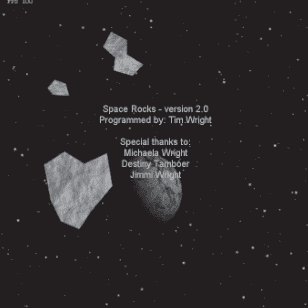 Space Rocks - version 2.0
Programmed by: Tim Wright
Special thanks to:
Michaela Wright
Destiny Tamboer
Jimmi Wright